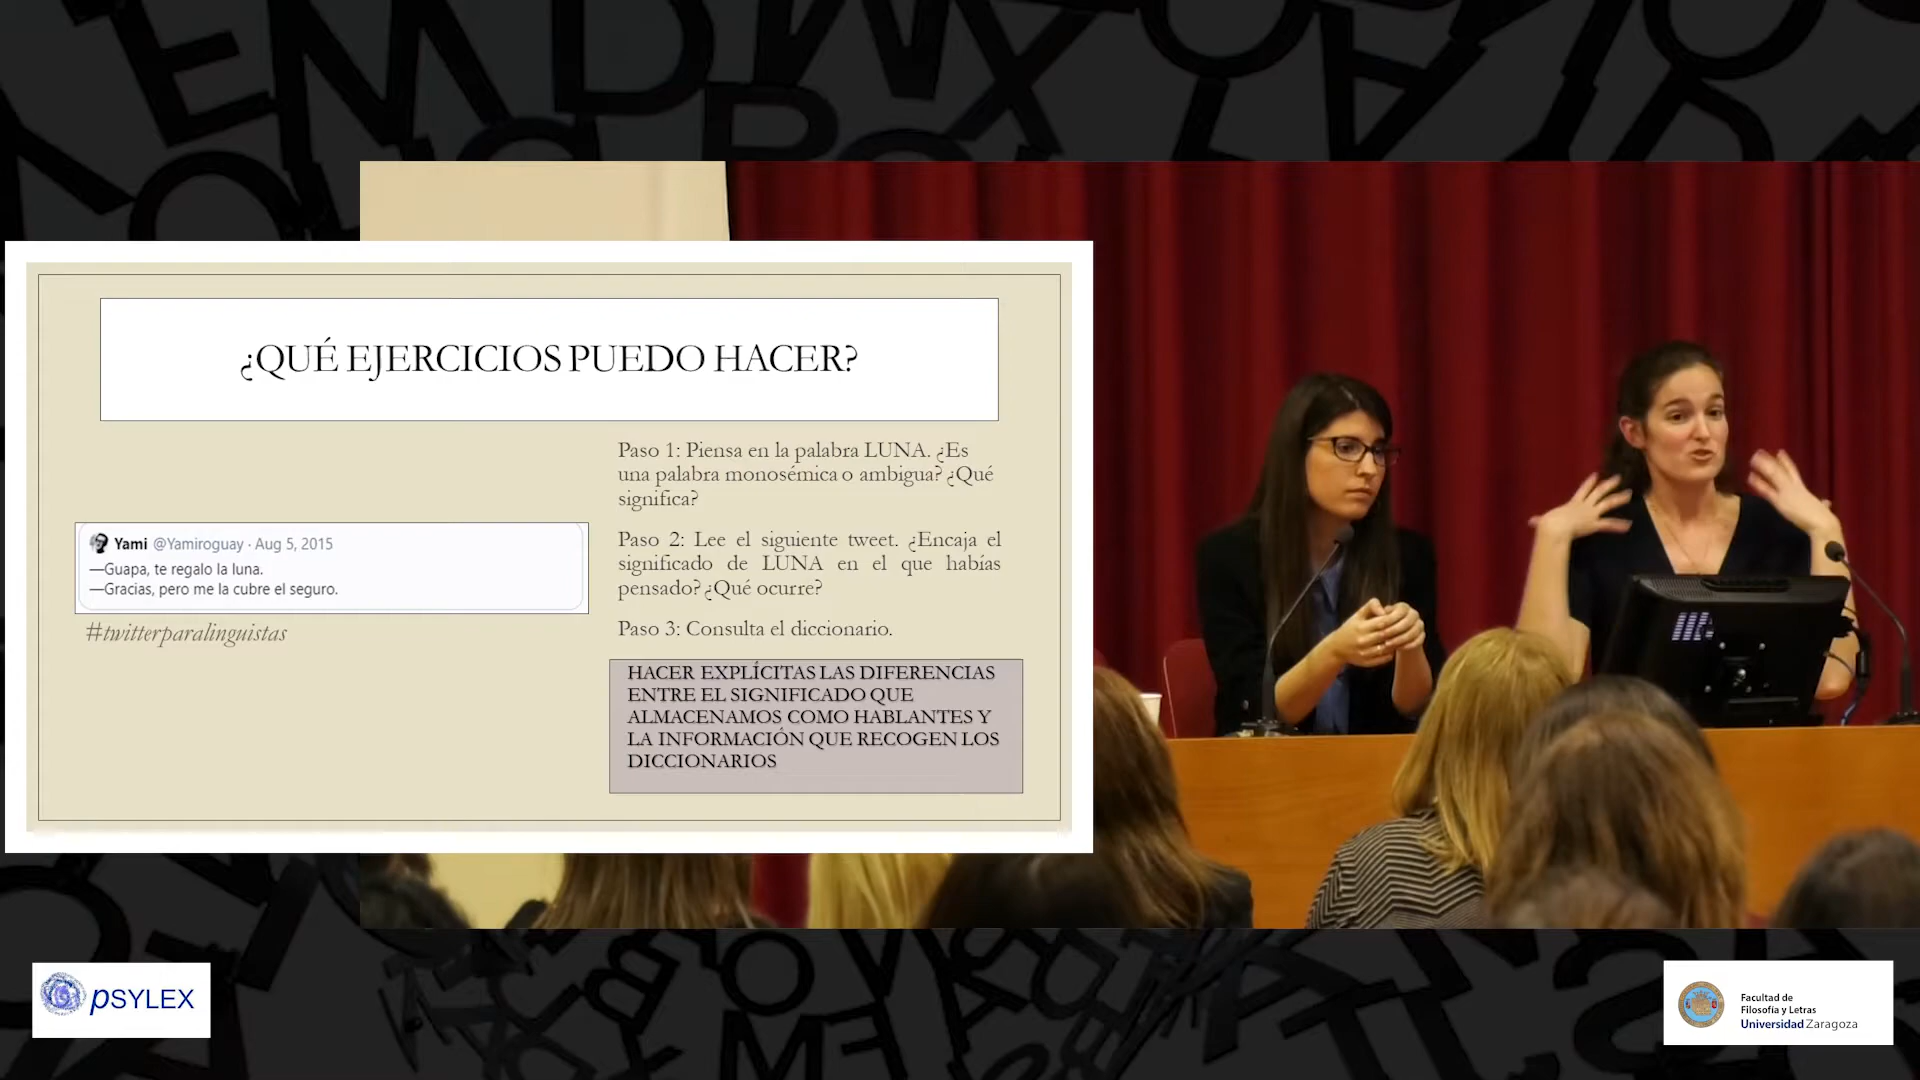 ¿QUÉ EJERCICIOS PUEDO HACER?
Yami @Yamiroguay · Aug 5, 2015
—Guapa, te regalo la luna.
—Gracias, pero me la cubre el seguro.
#twitterparalinguistas
Paso 1: Piensa en la palabra LUNA. ¿Es
una palabra monosémica o ambigua? ¿Qué
significa?
Paso 2: Lee el siguiente tweet. ¿Encaja el
significado de LUNA en el que habías
pensado? ¿Qué ocurre?
Paso 3: Consulta el diccionario.
HACER EXPLÍCITAS LAS DIFERENCIAS
ENTRE EL SIGNIFICADO QUE
ALMACENAMOS COMO HABLANTES Y
LA INFORMACIÓN QUE RECOGEN LOS
DICCIONARIOS
PSYLEX
Facultad de
Filosofía y Letras
Universidad Zaragoza